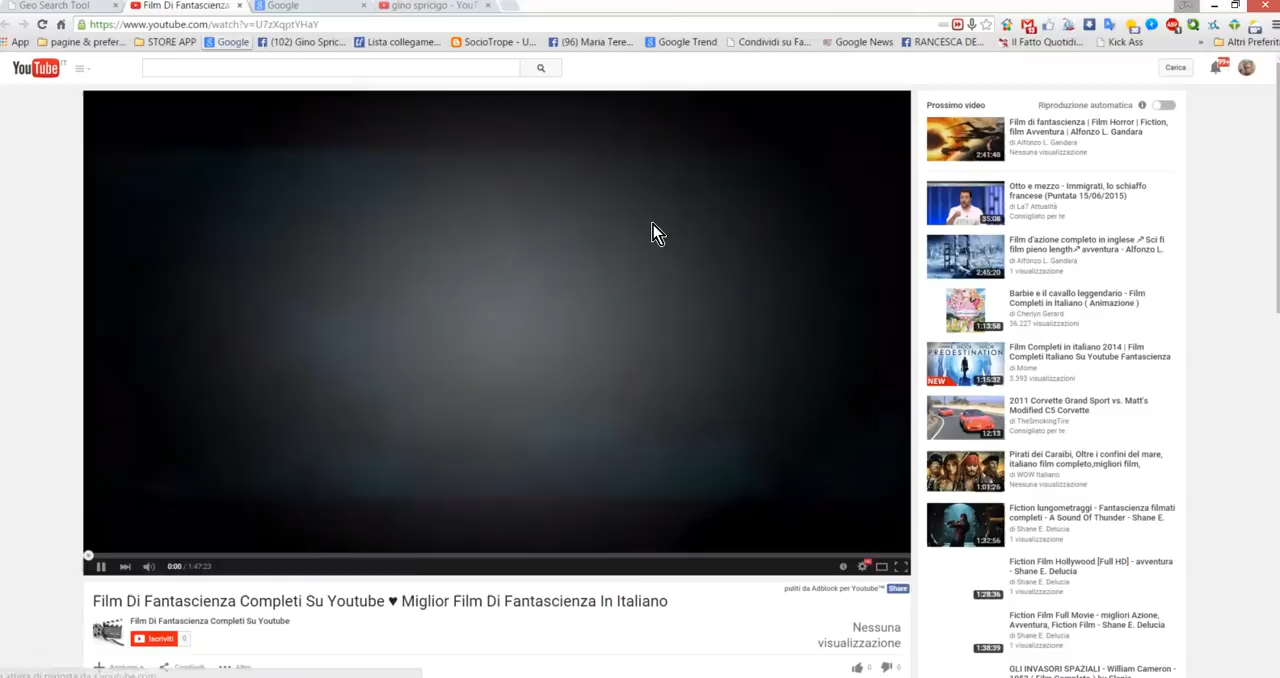 Geo Search Tool
Film Di Fantascienza
Google
gino spricigo - YouT
https://www.youtube.com/watch?v=U7zXqptYHaY
App
pagine & prefer...
STORE APP
Google
(102) Gino Spric...
Lista collegame...
SocioTrope - U...
(96) Maria Tere...
Google Trend
Condividi su Fa...
Google News
RANCESCA DE...
Il Fatto Quotidi...
Kick Ass
»
Altri Preferiti
YouTube IT
Carica
99+
Prossimo video
Riproduzione automatica
Film di fantascienza | Film Horror | Fiction,
film Avventura | Alfonzo L. Gandara
di Alfonzo L. Gandara
Nessuna visualizzazione
2:41:48
Otto e mezzo - Immigrati, lo schiaffo
francese (Puntata 15/06/2015)
di La7 Attualità
Consigliato per te
35:08
Film d'azione completo in inglese ↗ Sci fi
film pieno length↗ avventura - Alfonzo L.
di Alfonzo L. Gandara
1 visualizzazione
2:45:20
Barbie e il cavallo leggendario - Film
Completi in Italiano ( Animazione )
di Cherlyn Gerard
36.227 visualizzazioni
1:13:58
Film Completi in italiano 2014 | Film
Completi Italiano Su Youtube Fantascienza
di Mome
3.393 visualizzazioni
PREDESTINATION
NEW
1:15:32
2011 Corvette Grand Sport vs. Matt's
Modified C5 Corvette
di TheSmokingTire
Consigliato per te
12:13
Pirati dei Caraibi, Oltre i confini del mare,
italiano film completo,migliori film,
di WOW Italiano
Nessuna visualizzazione
1:01:26
Fiction lungometraggi - Fantascienza filmati
completi - A Sound Of Thunder - Shane E.
di Shane E. Delucia
1 visualizzazione
1:32:56
Fiction Film Hollywood [Full HD] - avventura
- Shane E. Delucia
di Shane E. Delucia
1 visualizzazione
1:28:36
Fiction Film Full Movie - migliori Azione,
Avventura, Fiction Film - Shane E. Delucia
di Shane E. Delucia
1 visualizzazione
1:38:39
GLI INVASORI SPAZIALI - William Cameron -
0:00 / 1:47:23
puliti da Adblock per Youtube™ Share
Film Di Fantascienza Completi Su Youtube ♥ Miglior Film Di Fantascienza In Italiano
Film Di Fantascienza Completi Su Youtube
Iscriviti 0
Nessuna
visualizzazione
0 0